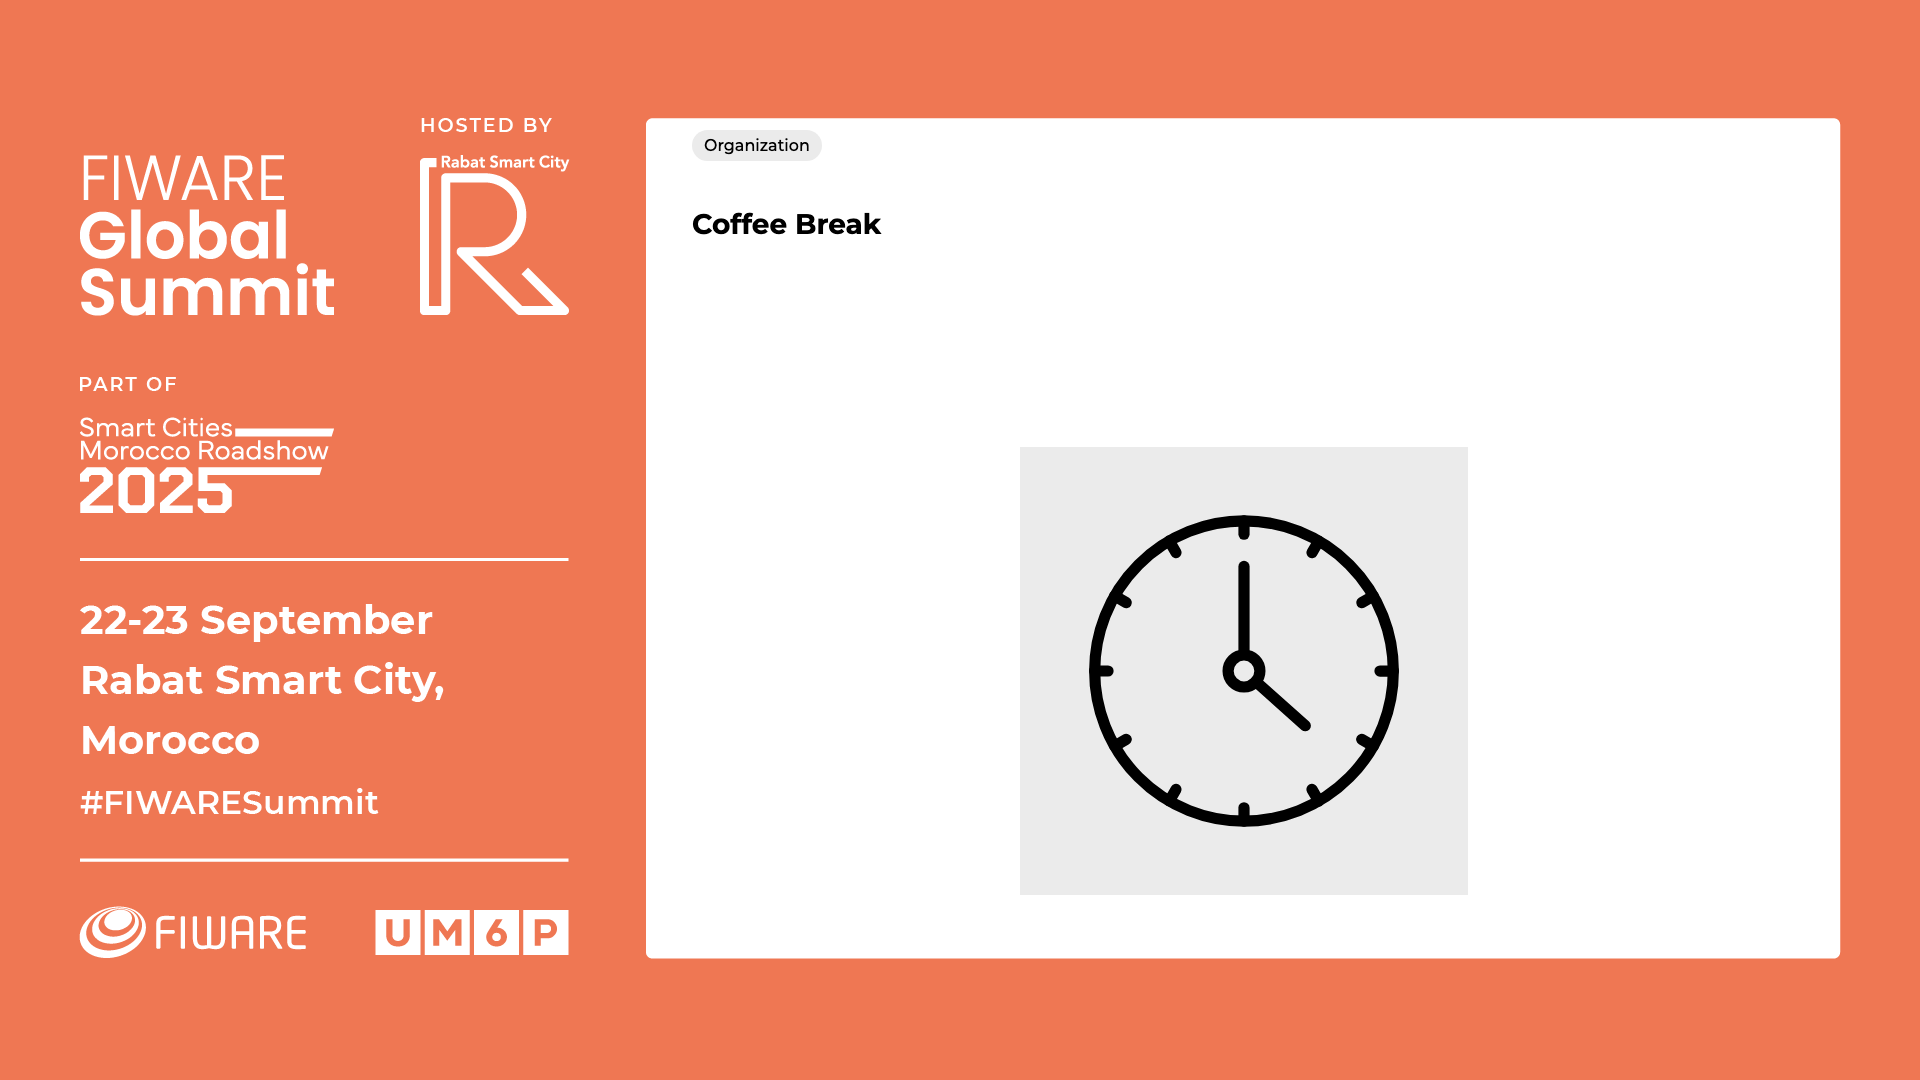 HOSTED BY
FIWARE
Global
Summit
Rabat Smart City
R
PART OF
Smart Cities
Morocco Roadshow
2025
22-23 September
Rabat Smart City,
Morocco
#FIWARESummit
FIWARE
UM6P
Organization
Coffee Break